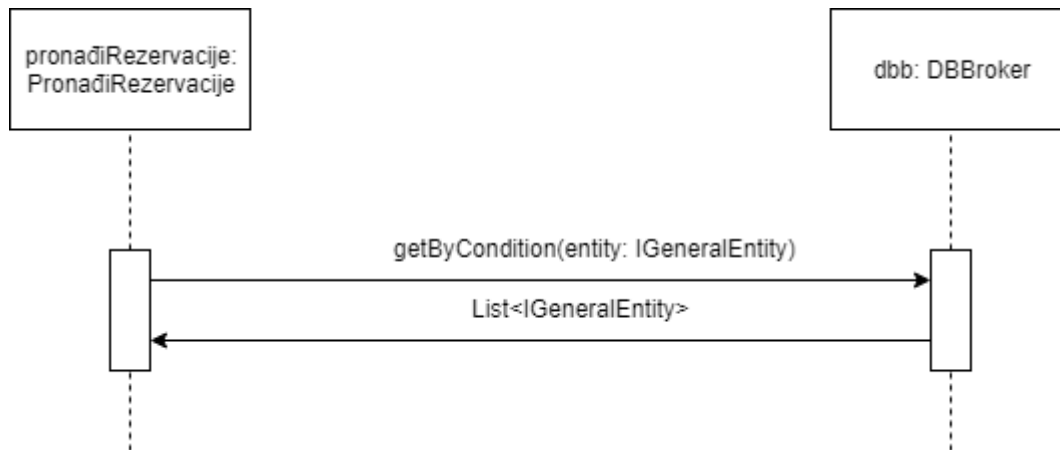 pronađiRezervacije:
PronađiRezervacije
dbb: DBBroker
getByCondition(entity: IGeneralEntity)
List<IGeneralEntity>